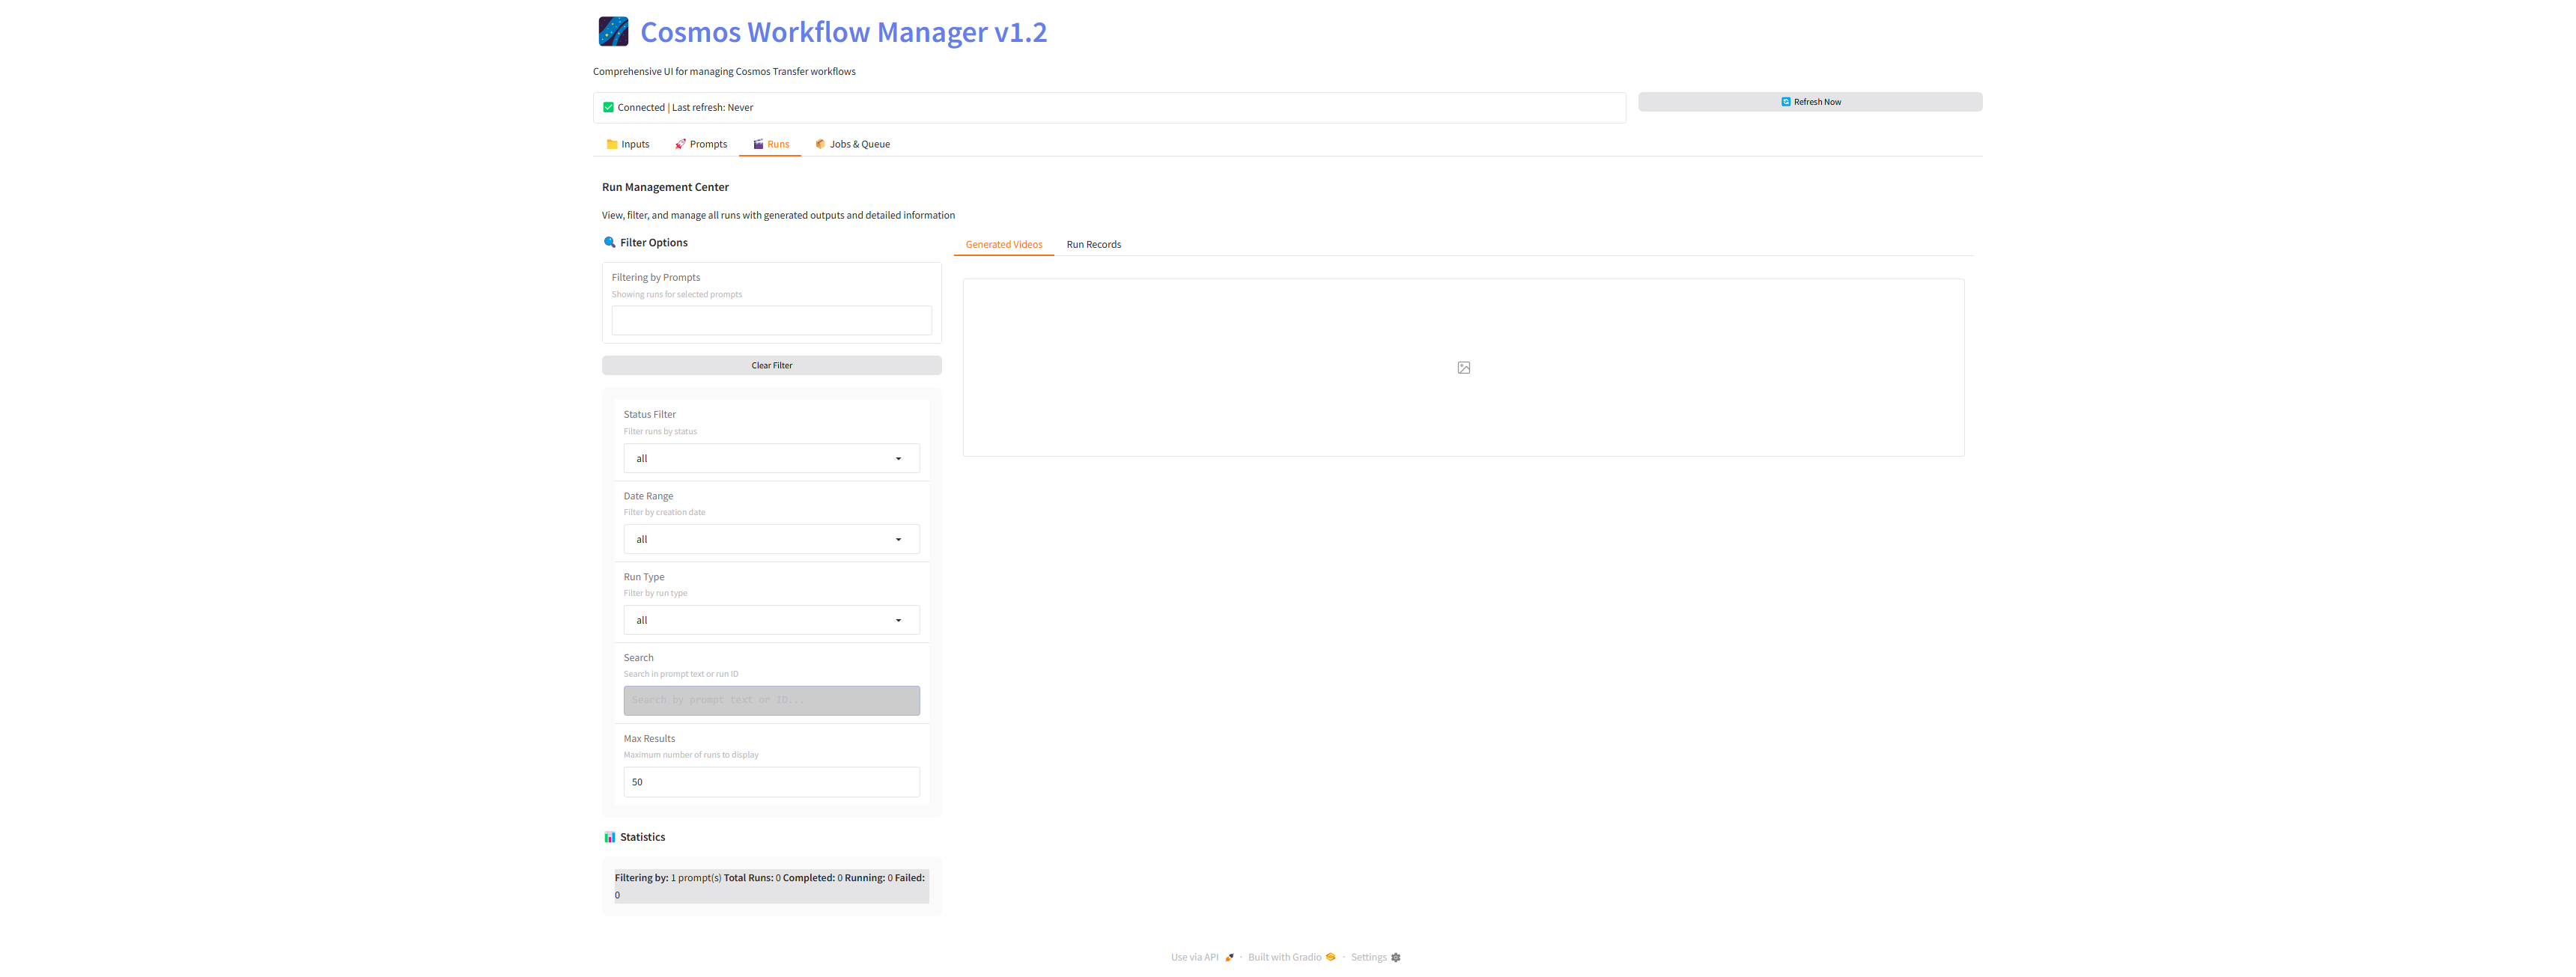 Cosmos Workflow Manager v1.2
Comprehensive UI for managing Cosmos Transfer workflows
Connected | Last refresh: Never
Refresh Now
Inputs
Prompts
Runs
Jobs & Queue
Run Management Center
View, filter, and manage all runs with generated outputs and detailed information
Filter Options
Filtering by Prompts
Showing runs for selected prompts
Clear Filter
Status Filter
Filter runs by status
all
Date Range
Filter by creation date
all
Run Type
Filter by run type
all
Search
Search in prompt text or run ID
Search by prompt text or ID...
Max Results
Maximum number of runs to display
50
Statistics
Filtering by: 1 prompt(s) Total Runs: 0 Completed: 0 Running: 0 Failed:
0
Generated Videos
Run Records
Use via API · Built with Gradio · Settings